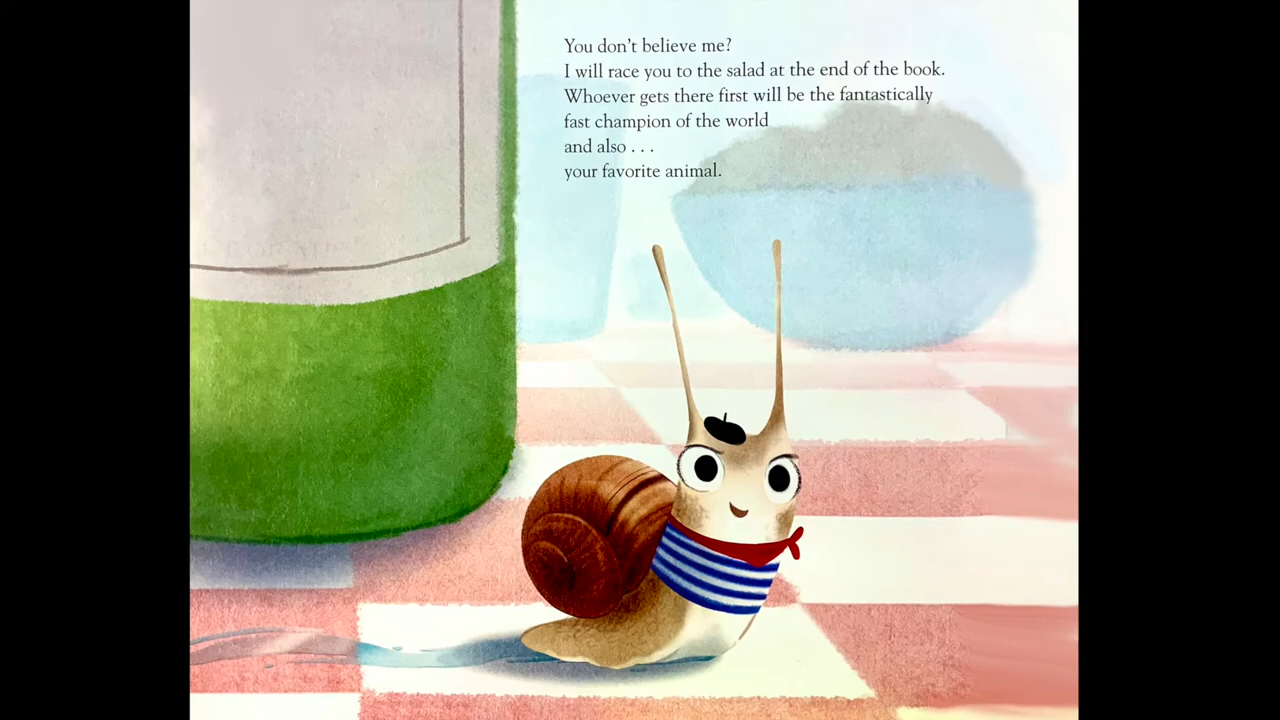 You don't believe me?
I will race you to the salad at the end of the book.
Whoever gets there first will be the fantastically
fast champion of the world
and also . . .
your favorite animal.